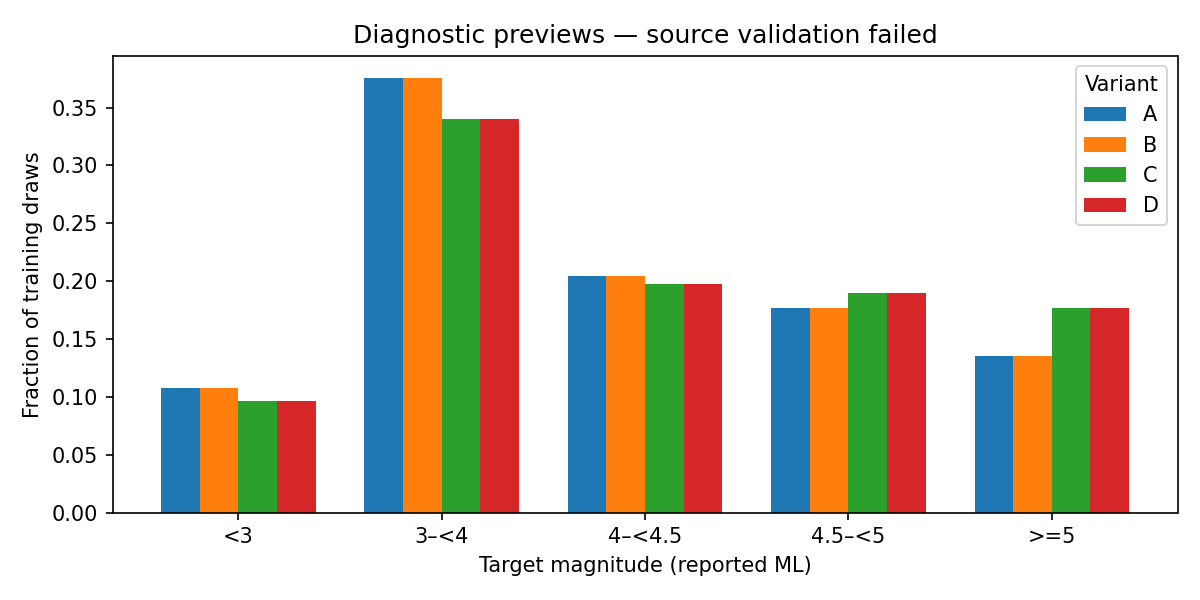 Diagnostic previews — source validation failed
Variant
A
B
C
D
Fraction of training draws
0.35
0.30
0.25
0.20
0.15
0.10
0.05
0.00
<3
3–<4
4–<4.5
4.5–<5
>=5
Target magnitude (reported ML)